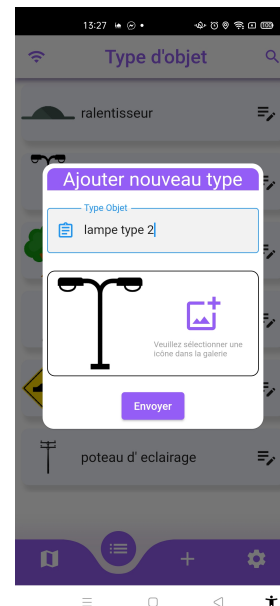 13:27
Type d'objet
ralentisseur
Ajouter nouveau type
Type Objet
lampe type 2
Veuillez sélectionner une
icône dans la galerie
Envoyer
poteau d' eclairage